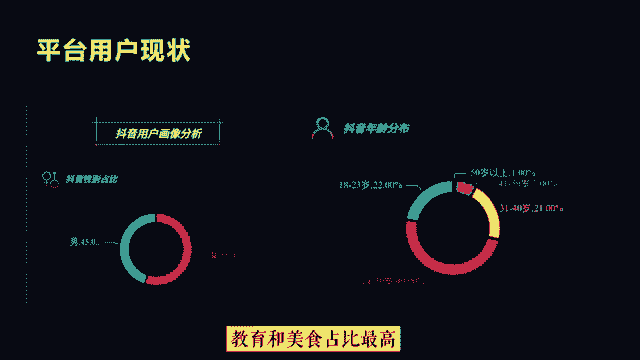 平台用户现状
抖音用户画像分析
抖音年龄分布
抖音性别占比
50岁以上,1.00%
18-23岁,22.00%
31-40岁,21.00%
男,45.0..
教育和美食占比最高